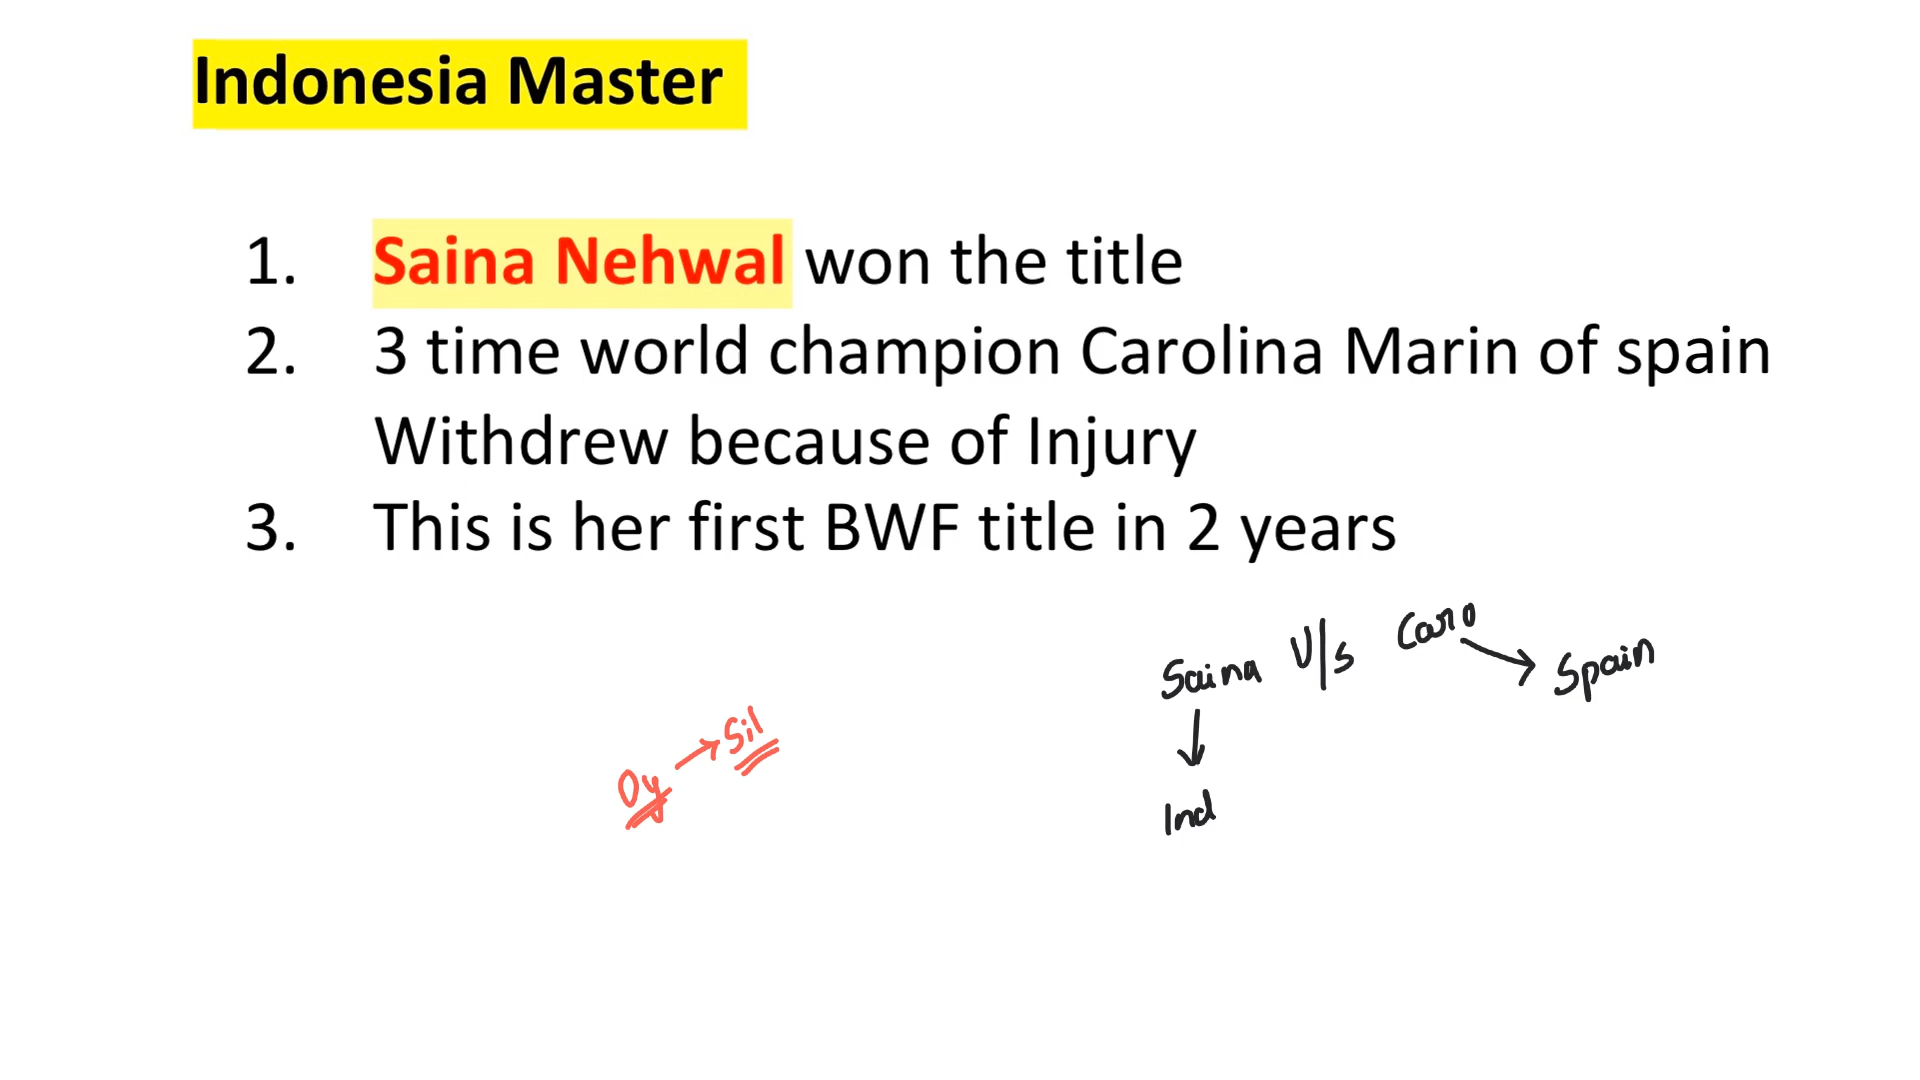 Indonesia Master
1. Saina Nehwal won the title
2. 3 time world champion Carolina Marin of spain
Withdrew because of Injury
3. This is her first BWF title in 2 years
Saina V/s Caro → Spain
Oy → Sil
↓
Ind